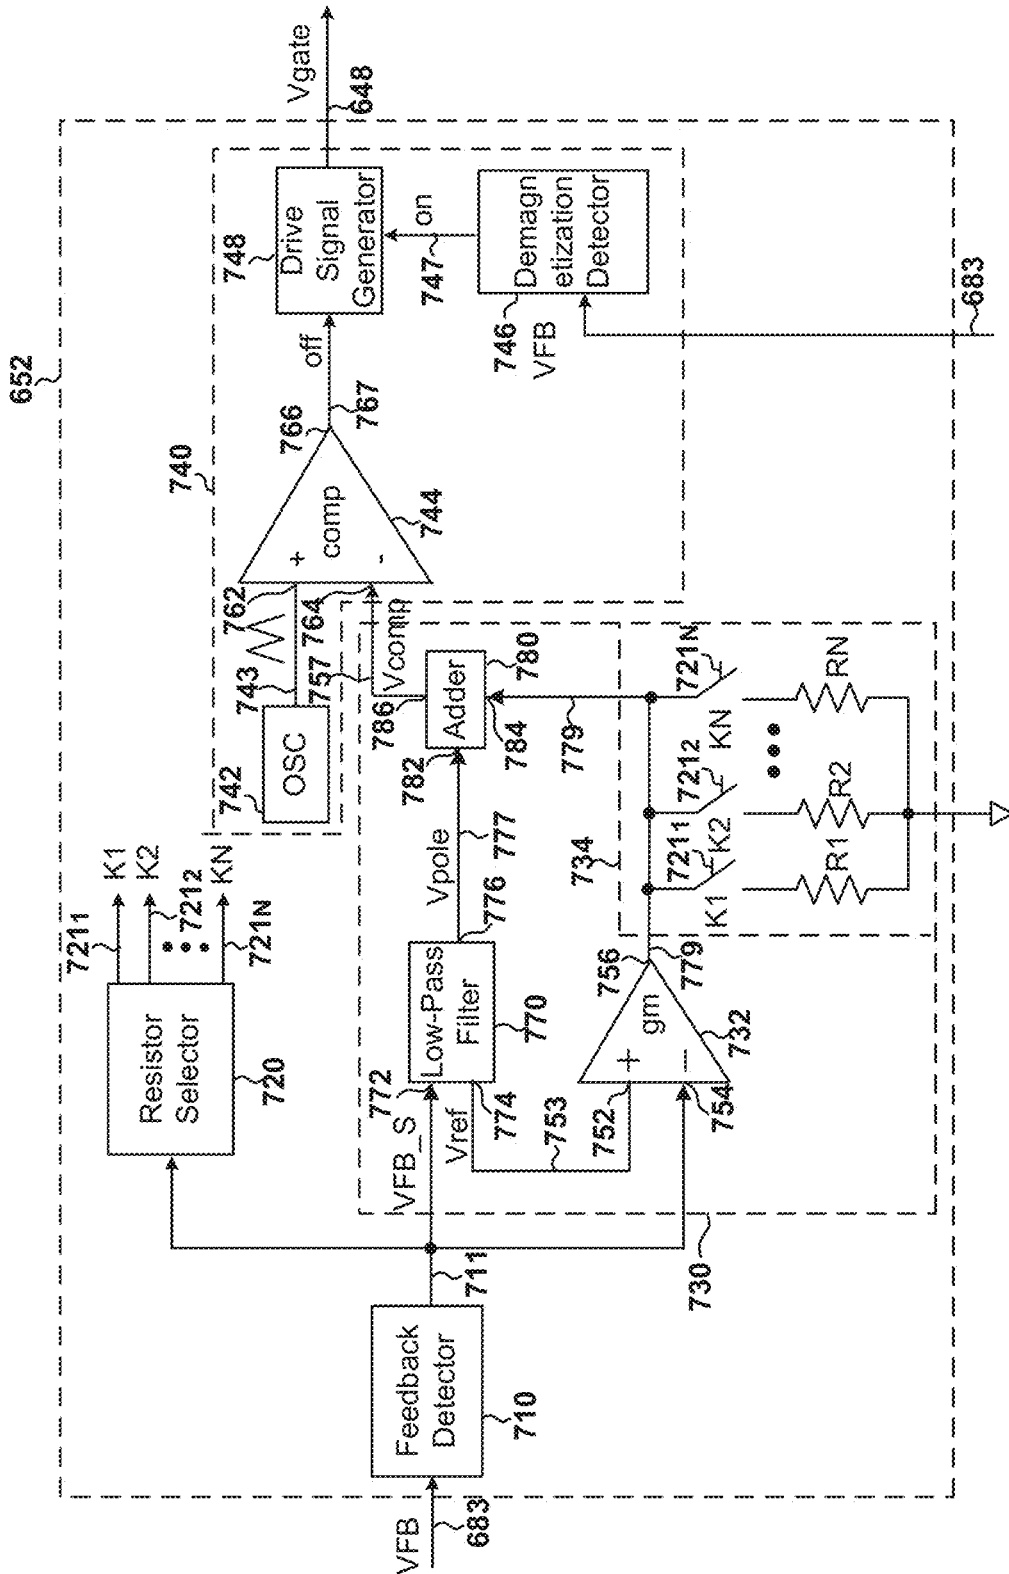 652
VFB
683
Feedback
Detector
710
711
Resistor
Selector
720
K1
K2
KN
7211
7212
721N
730
VFB_S
772
Low-Pass
Filter
770
Vref
774
753
752
754
+
−
gm
732
756
779
776
Vpole
777
782
Adder
780
784
786
779
734
K1
7211
K2
7212
KN
721N
R1
R2
RN
740
742
OSC
743
762
757
764
Vcomp
+
-
comp
744
766
767
off
748
Drive
Signal
Generator
on
747
746
Demagn
etization
Detector
VFB
683
Vgate
648